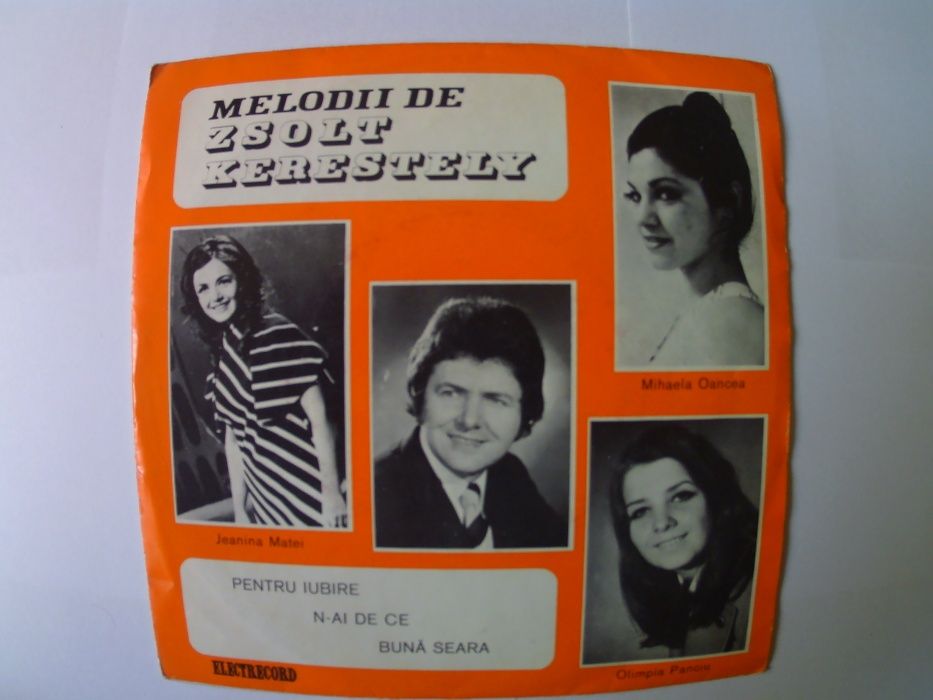 MELODII DE
ZSOLT
KERESTELY
Mihaela Oancea
Jeanina Matei
PENTRU IUBIRE
N-AI DE CE
BUNĂ SEARA
ELECTRECORD
Olimpia Panciu